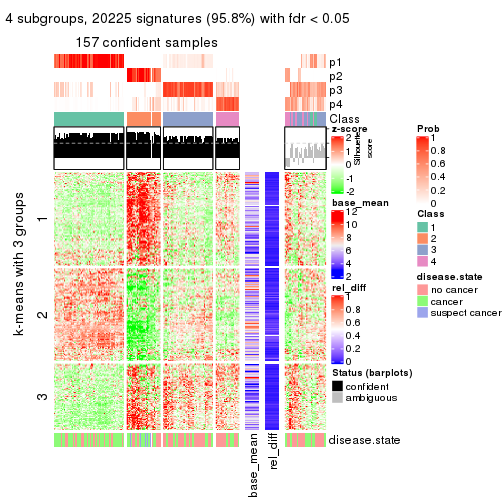 4 subgroups, 20225 signatures (95.8%) with fdr < 0.05
157 confident samples
p1
p2
p3
p4
Class
Silhouette
score
k-means with 3 groups
1
2
3
disease.state
base_mean
rel_diff
z-score
2
1
0
-1
-2
base_mean
12
10
8
6
4
2
rel_diff
1
0.8
0.6
0.4
0.2
0
Status (barplots)
confident
ambiguous
Prob
1
0.8
0.6
0.4
0.2
0
Class
1
2
3
4
disease.state
no cancer
cancer
suspect cancer